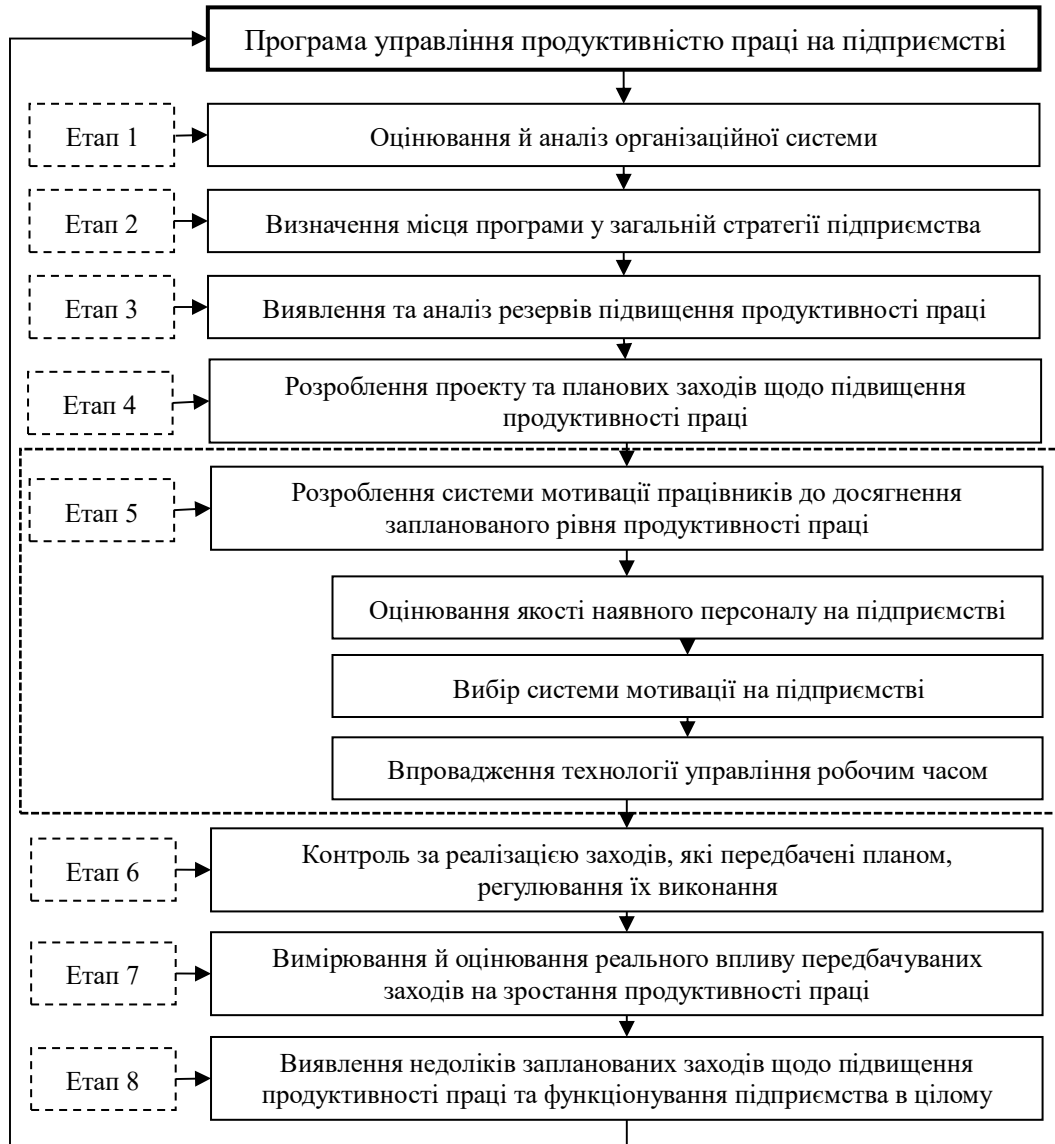 Програма управління продуктивністю праці на підприємстві
Етап 1
Оцінювання й аналіз організаційної системи
Етап 2
Визначення місця програми у загальній стратегії підприємства
Етап 3
Виявлення та аналіз резервів підвищення продуктивності праці
Етап 4
Розроблення проекту та планових заходів щодо підвищення
продуктивності праці
Етап 5
Розроблення системи мотивації працівників до досягнення
запланованого рівня продуктивності праці
Оцінювання якості наявного персоналу на підприємстві
Вибір системи мотивації на підприємстві
Впровадження технології управління робочим часом
Етап 6
Контроль за реалізацією заходів, які передбачені планом,
регулювання їх виконання
Етап 7
Вимірювання й оцінювання реального впливу передбачуваних
заходів на зростання продуктивності праці
Етап 8
Виявлення недоліків запланованих заходів щодо підвищення
продуктивності праці та функціонування підприємства в цілому